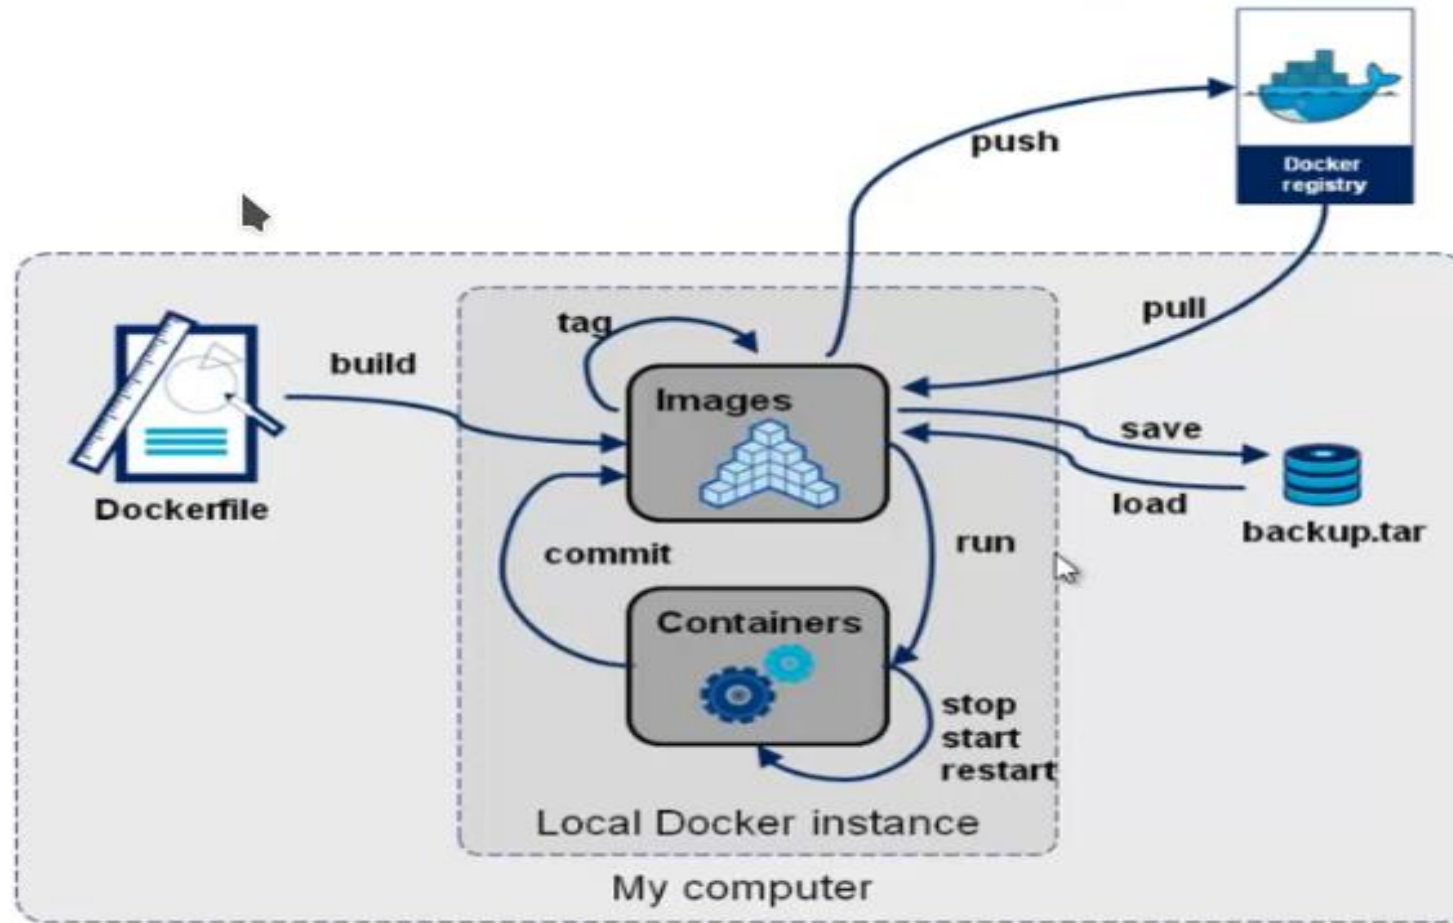 push
Docker
registry
pull
tag
build
Images
save
load
backup.tar
Dockerfile
commit
run
Containers
stop
start
restart
Local Docker instance
My computer